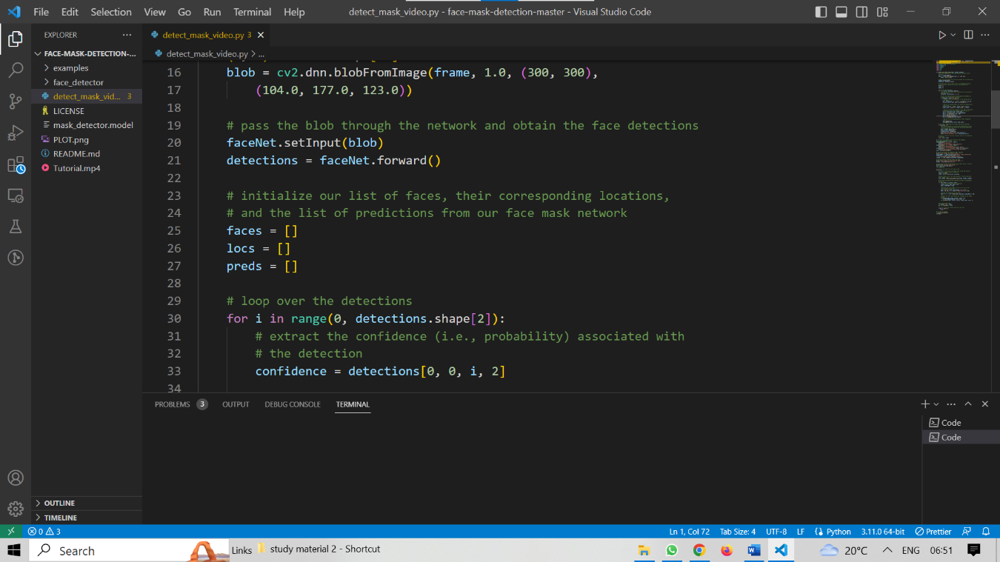 File Edit Selection View Go Run Terminal Help detect_mask_video.py - face-mask-detection-master - Visual Studio Code
EXPLORER
FACE-MASK-DETECTION-...
examples
face_detector
detect_mask_vid... 3
LICENSE
mask_detector.model
PLOT.png
README.md
Tutorial.mp4
OUTLINE
TIMELINE
detect_mask_video.py 3
detect_mask_video.py > ...
16 blob = cv2.dnn.blobFromImage(frame, 1.0, (300, 300),
17 (104.0, 177.0, 123.0))
18
19 # pass the blob through the network and obtain the face detections
20 faceNet.setInput(blob)
21 detections = faceNet.forward()
22
23 # initialize our list of faces, their corresponding locations,
24 # and the list of predictions from our face mask network
25 faces = []
26 locs = []
27 preds = []
28
29 # loop over the detections
30 for i in range(0, detections.shape[2]):
31 # extract the confidence (i.e., probability) associated with
32 # the detection
33 confidence = detections[0, 0, i, 2]
34
PROBLEMS 3 OUTPUT DEBUG CONSOLE TERMINAL
Code
Code
0 3 Ln 1, Col 72 Tab Size: 4 UTF-8 LF Python 3.11.0 64-bit Prettier
Search Links study material 2 - Shortcut 20°C ENG 06:51